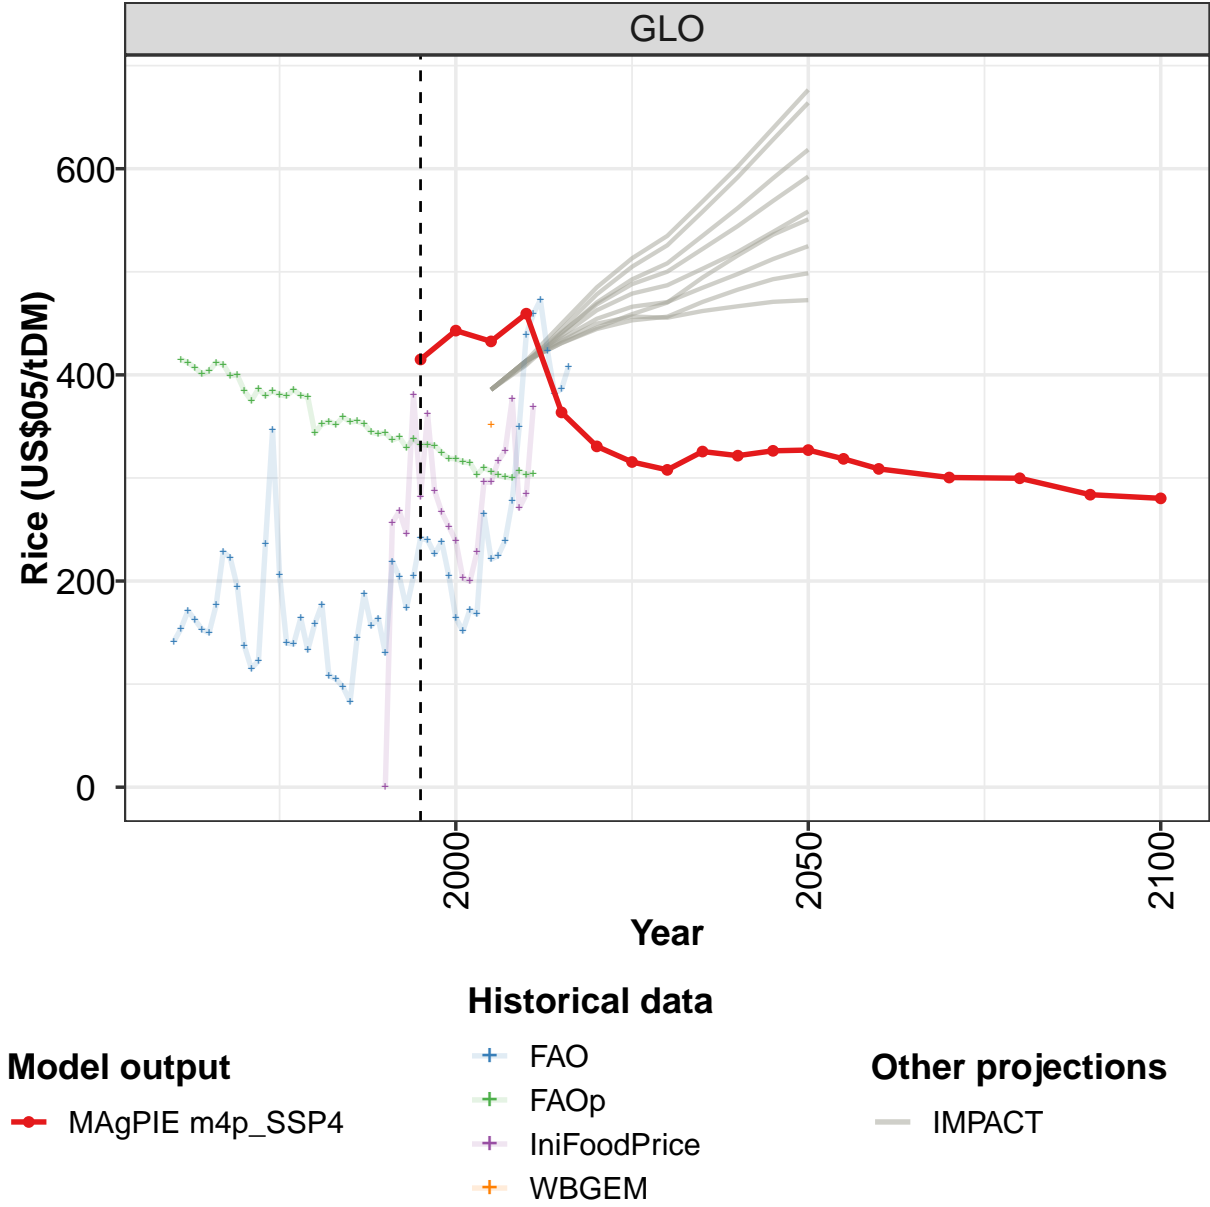 GLO
Rice (US$05/tDM)
600
400
200
0
2000
2050
2100
Year
Historical data
FAO
FAOp
IniFoodPrice
WBGEM
Model output
MAgPIE m4p_SSP4
Other projections
IMPACT